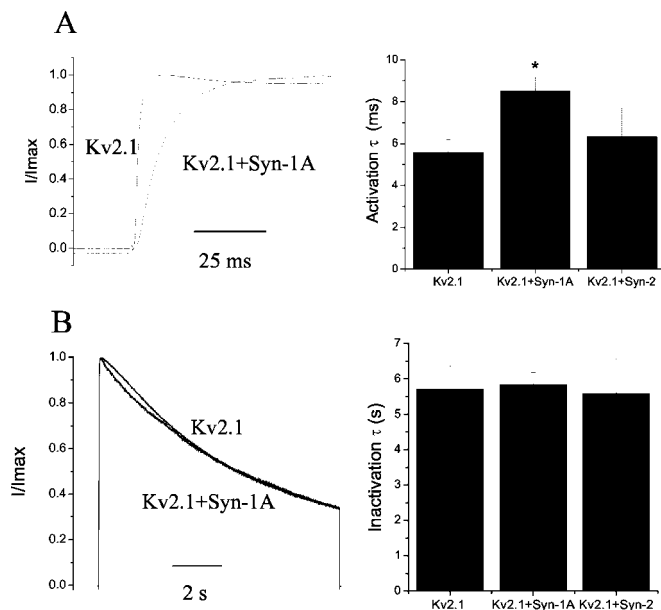 A
1.0
0.8
0.6
0.4
0.2
0.0
I/Imax
Kv2.1
Kv2.1+Syn-1A
25 ms
10
8
6
4
2
0
Activation τ (ms)
*
Kv2.1
Kv2.1+Syn-1A
Kv2.1+Syn-2
B
1.0
0.8
0.6
0.4
0.2
0.0
I/Imax
Kv2.1
Kv2.1+Syn-1A
2 s
7
6
5
4
3
2
1
0
Inactivation τ (s)
Kv2.1
Kv2.1+Syn-1A
Kv2.1+Syn-2